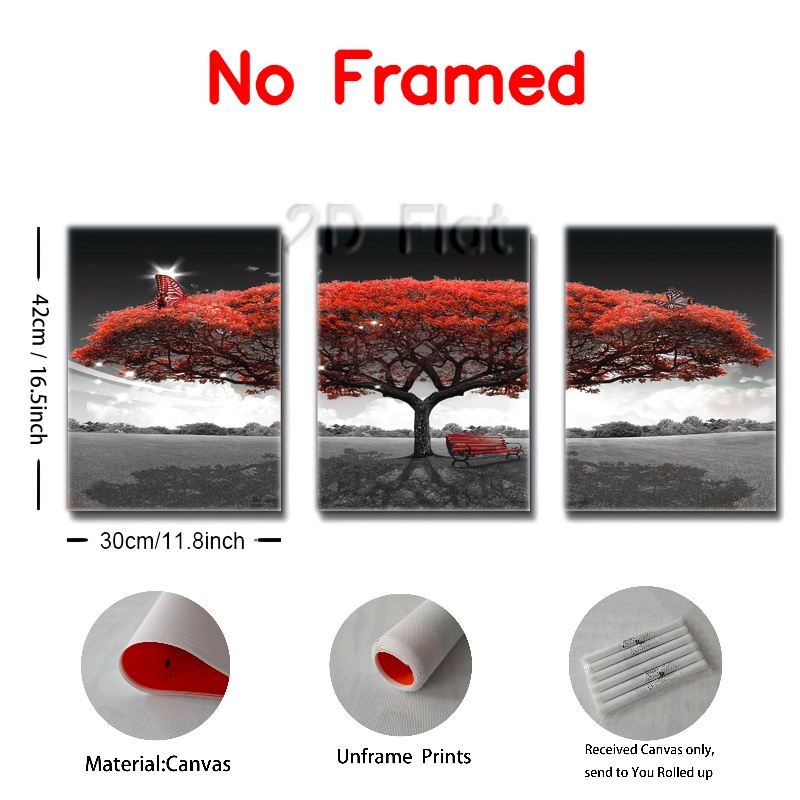 No Framed
2D Flat
42cm / 16.5inch
30cm/11.8inch
Material:Canvas
Unframe Prints
Received Canvas only,
send to You Rolled up